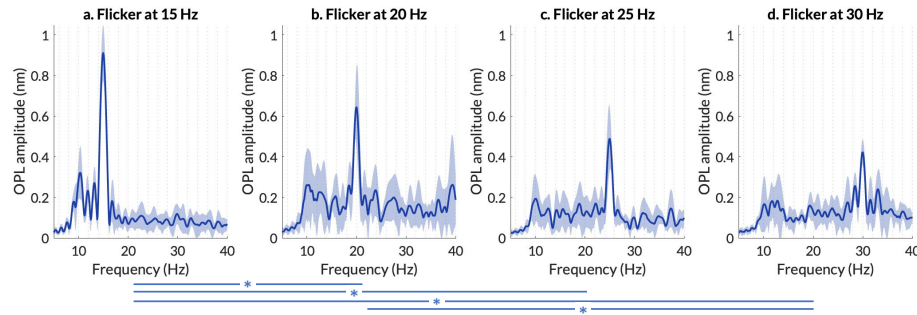 a. Flicker at 15 Hz
b. Flicker at 20 Hz
c. Flicker at 25 Hz
d. Flicker at 30 Hz
OPL amplitude (nm)
1
0.8
0.6
0.4
0.2
0
10 20 30 40
Frequency (Hz)
OPL amplitude (nm)
1
0.8
0.6
0.4
0.2
0
10 20 30 40
Frequency (Hz)
OPL amplitude (nm)
1
0.8
0.6
0.4
0.2
0
10 20 30 40
Frequency (Hz)
OPL amplitude (nm)
1
0.8
0.6
0.4
0.2
0
10 20 30 40
Frequency (Hz)
*
*
*
*